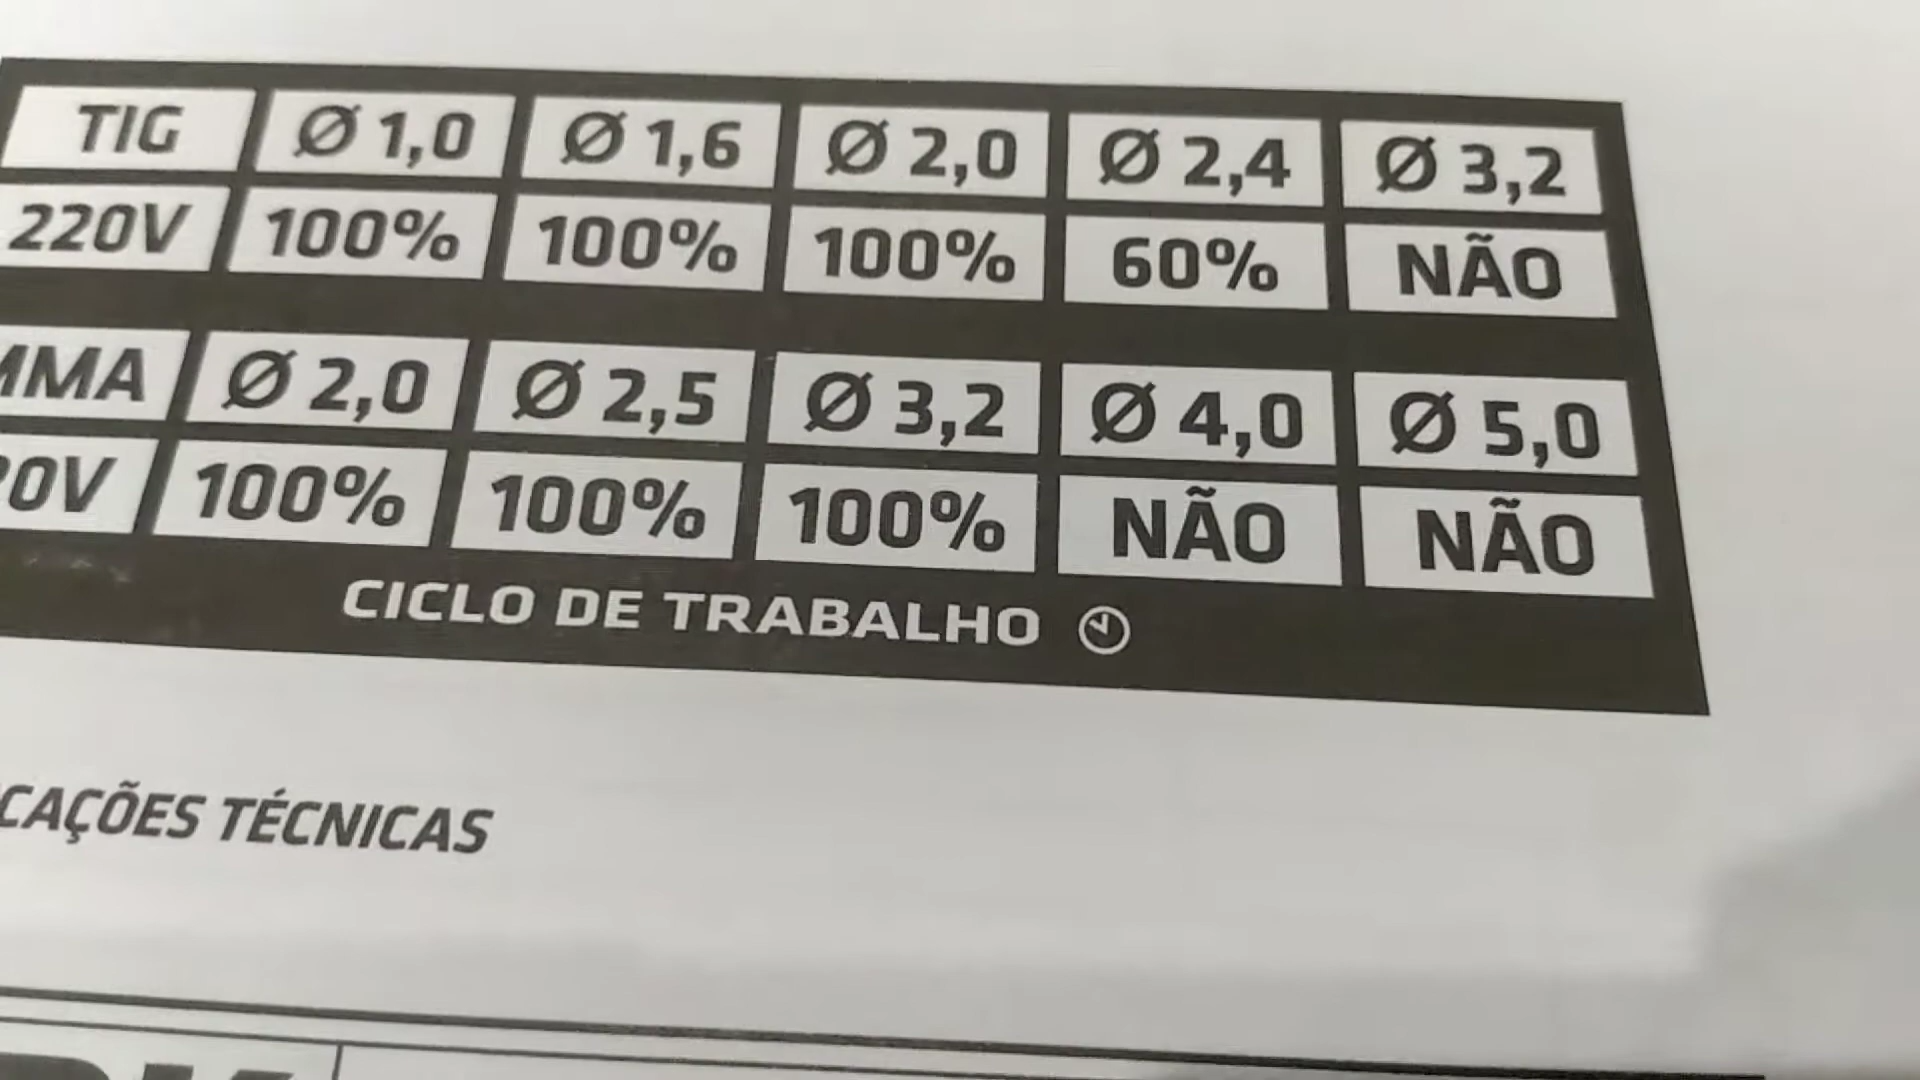 TIG Ø 1,0 Ø 1,6 Ø 2,0 Ø 2,4 Ø 3,2
220V 100% 100% 100% 60% NÃO
MMA Ø 2,0 Ø 2,5 Ø 3,2 Ø 4,0 Ø 5,0
20V 100% 100% 100% NÃO NÃO
CICLO DE TRABALHO
CAÇÕES TÉCNICAS